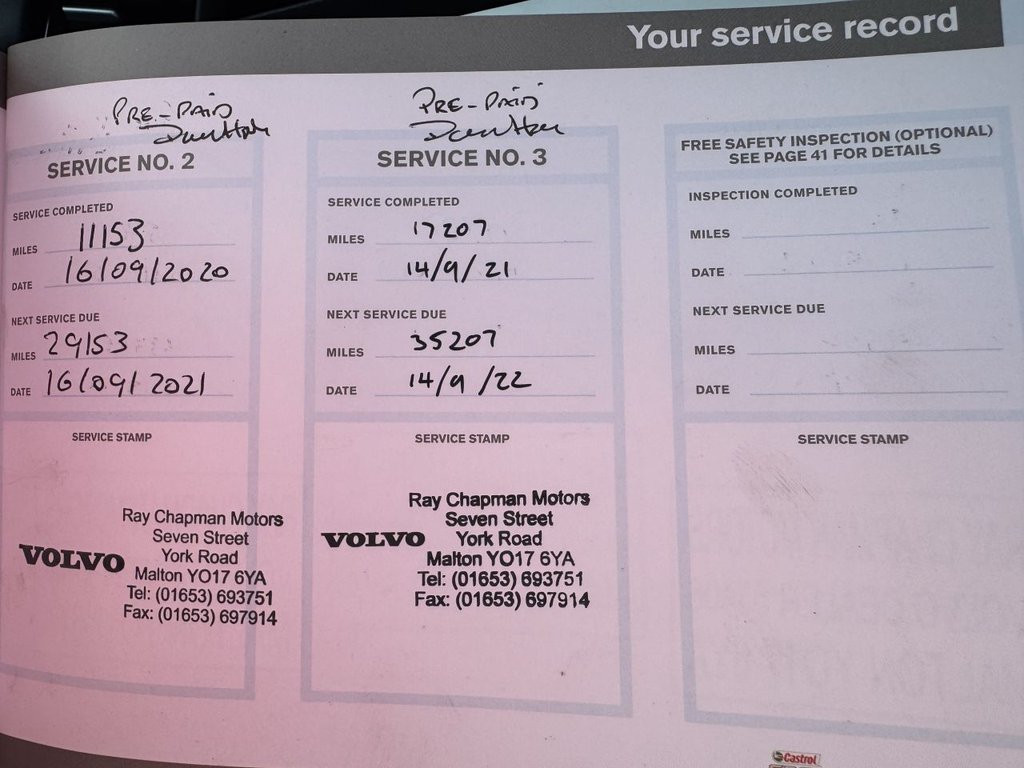 Your service record
PRE-PAID
SERVICE NO. 2
SERVICE COMPLETED
MILES 11153
DATE 16/09/2020
NEXT SERVICE DUE
MILES 29153
DATE 16/09/2021
SERVICE STAMP
VOLVO
Ray Chapman Motors
Seven Street
York Road
Malton YO17 6YA
Tel: (01653) 693751
Fax: (01653) 697914
PRE-PAID
SERVICE NO. 3
SERVICE COMPLETED
MILES 17207
DATE 14/9/21
NEXT SERVICE DUE
MILES 35207
DATE 14/9/22
SERVICE STAMP
VOLVO
Ray Chapman Motors
Seven Street
York Road
Malton YO17 6YA
Tel: (01653) 693751
Fax: (01653) 697914
FREE SAFETY INSPECTION (OPTIONAL)
SEE PAGE 41 FOR DETAILS
INSPECTION COMPLETED
MILES
DATE
NEXT SERVICE DUE
MILES
DATE
SERVICE STAMP
Castrol